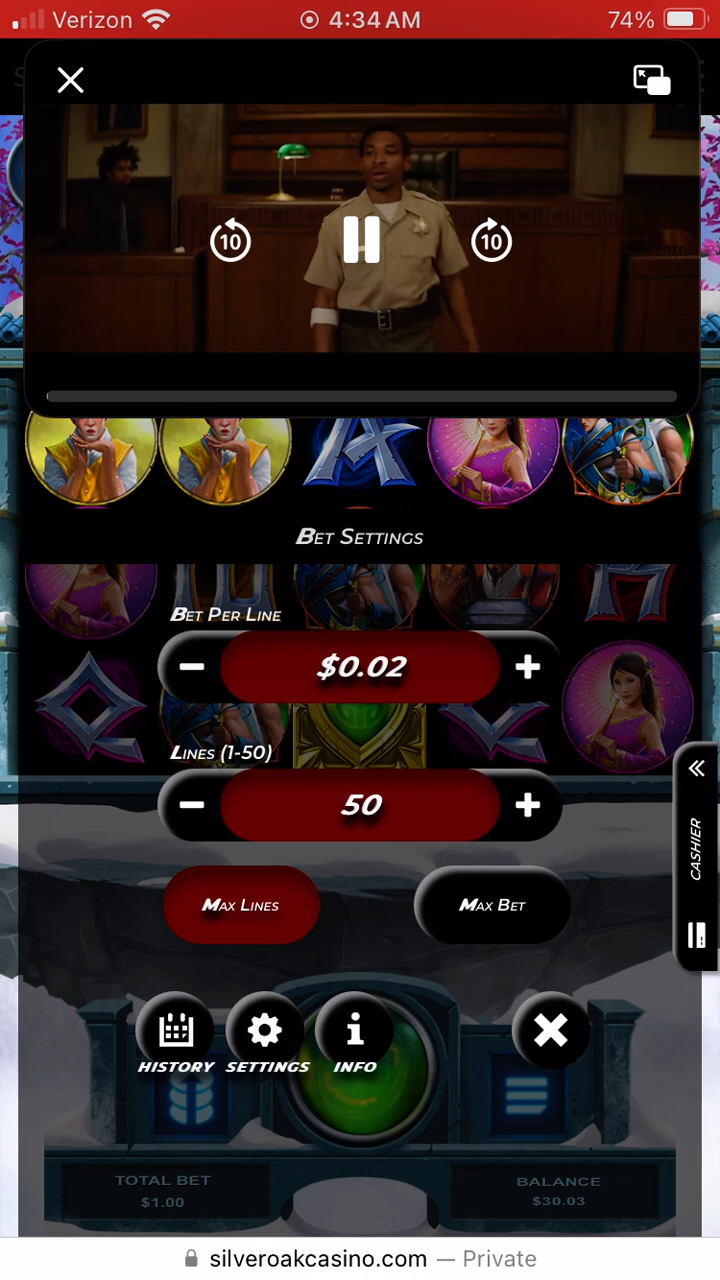 Verizon 4:34 AM 74%
10 10
A
BET SETTINGS
BET PER LINE
$0.02
LINES (1-50)
50
CASHIER
MAX LINES MAX BET
HISTORY SETTINGS INFO
TOTAL BET BALANCE
$1.00 $30.03
silveroakcasino.com — Private